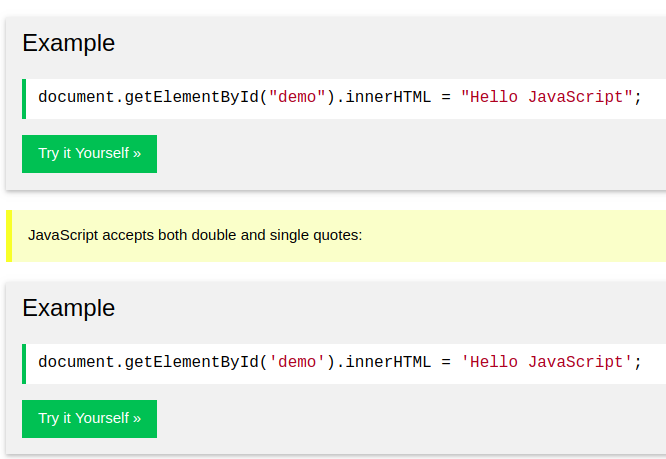 Example
document.getElementById("demo").innerHTML = "Hello JavaScript";
Try it Yourself »
JavaScript accepts both double and single quotes:
Example
document.getElementById('demo').innerHTML = 'Hello JavaScript';
Try it Yourself »